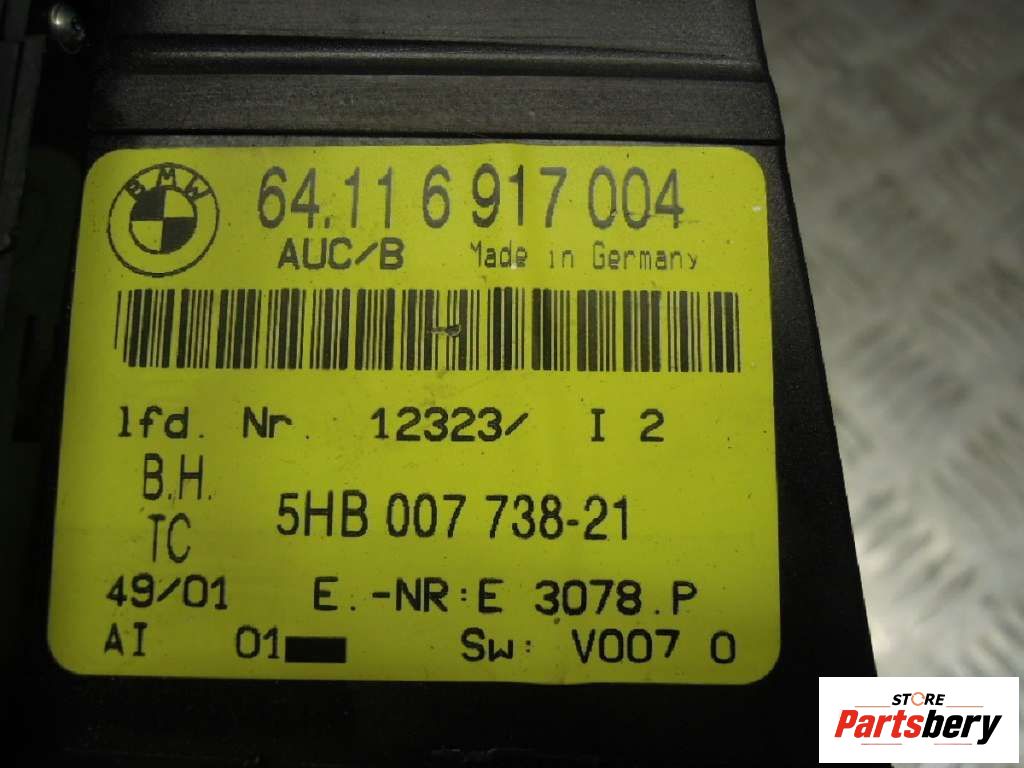 BMW
64.11 6 917 004
AUC/B Made in Germany
lfd. Nr. 12323/ I 2
B.H.
TC
5HB 007 738-21
49/01 E.-NR:E 3078.P
AI 01 Sw: V007 0
STORE
Partsbery